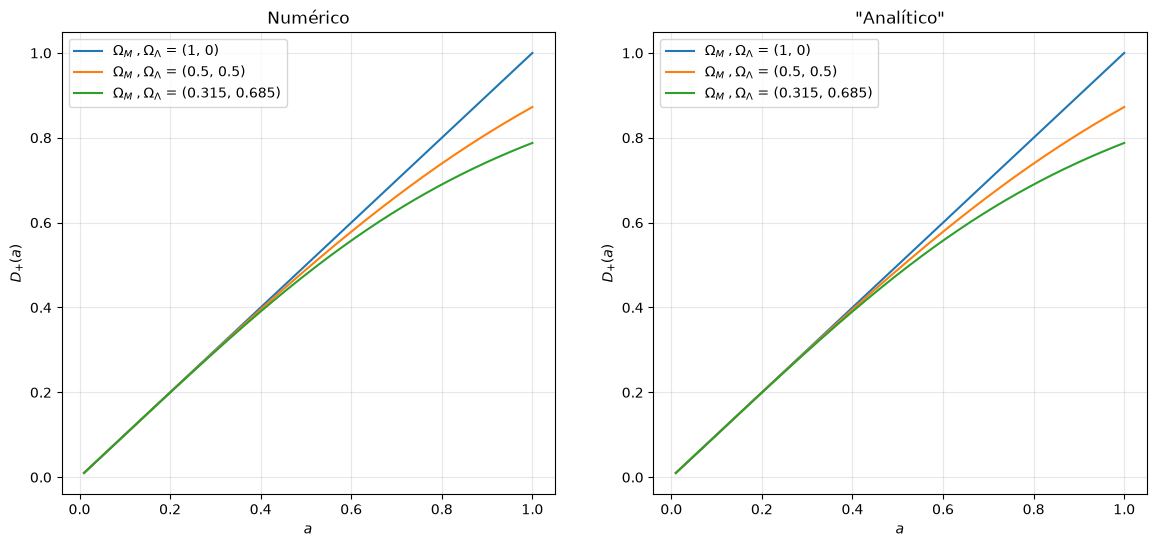 Numérico
Ω_M , Ω_Λ = (1, 0)
Ω_M , Ω_Λ = (0.5, 0.5)
Ω_M , Ω_Λ = (0.315, 0.685)
1.0
0.8
0.6
0.4
0.2
0.0
D₊(a)
0.0 0.2 0.4 0.6 0.8 1.0
a
"Analítico"
Ω_M , Ω_Λ = (1, 0)
Ω_M , Ω_Λ = (0.5, 0.5)
Ω_M , Ω_Λ = (0.315, 0.685)
1.0
0.8
0.6
0.4
0.2
0.0
D₊(a)
0.0 0.2 0.4 0.6 0.8 1.0
a